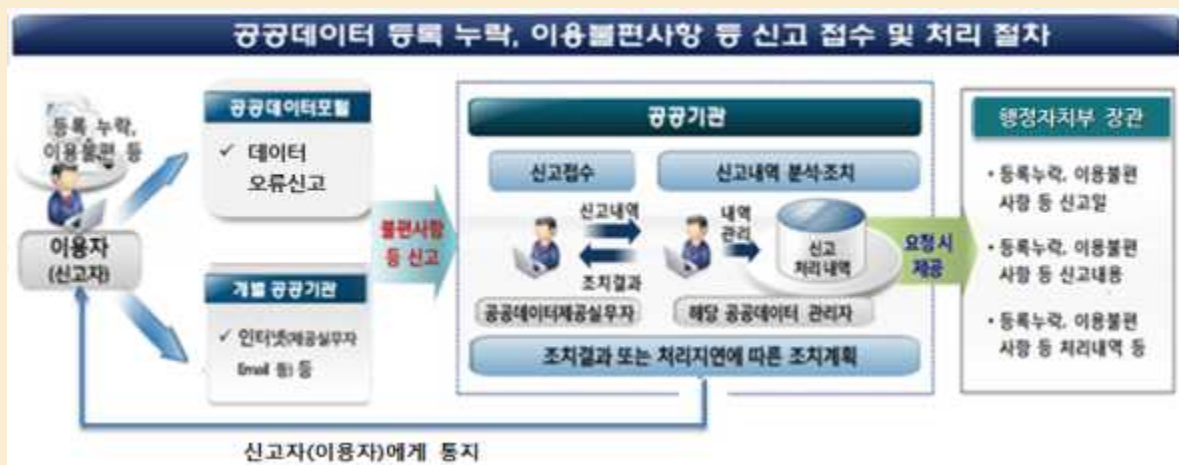 공공데이터 등록 누락, 이용불편사항 등 신고 접수 및 처리 절차
등록 누락,
이용불편 등
이용자
(신고자)
공공데이터포털
✓ 데이터
오류신고
개별 공공기관
✓ 인터넷(제공실무자
Email 등) 등
불편사항
등 신고
공공기관
신고접수
신고내역 분석·조치
신고내역
조치결과
내역
관리
신고
처리내역
공공데이터제공실무자
해당 공공데이터 관리자
조치결과 또는 처리지연에 따른 조치계획
요청시
제공
행정자치부 장관
• 등록누락, 이용불편
사항 등 신고일
• 등록누락, 이용불편
사항 등 신고내용
• 등록누락, 이용불편
사항 등 처리내역 등
신고자(이용자)에게 통지